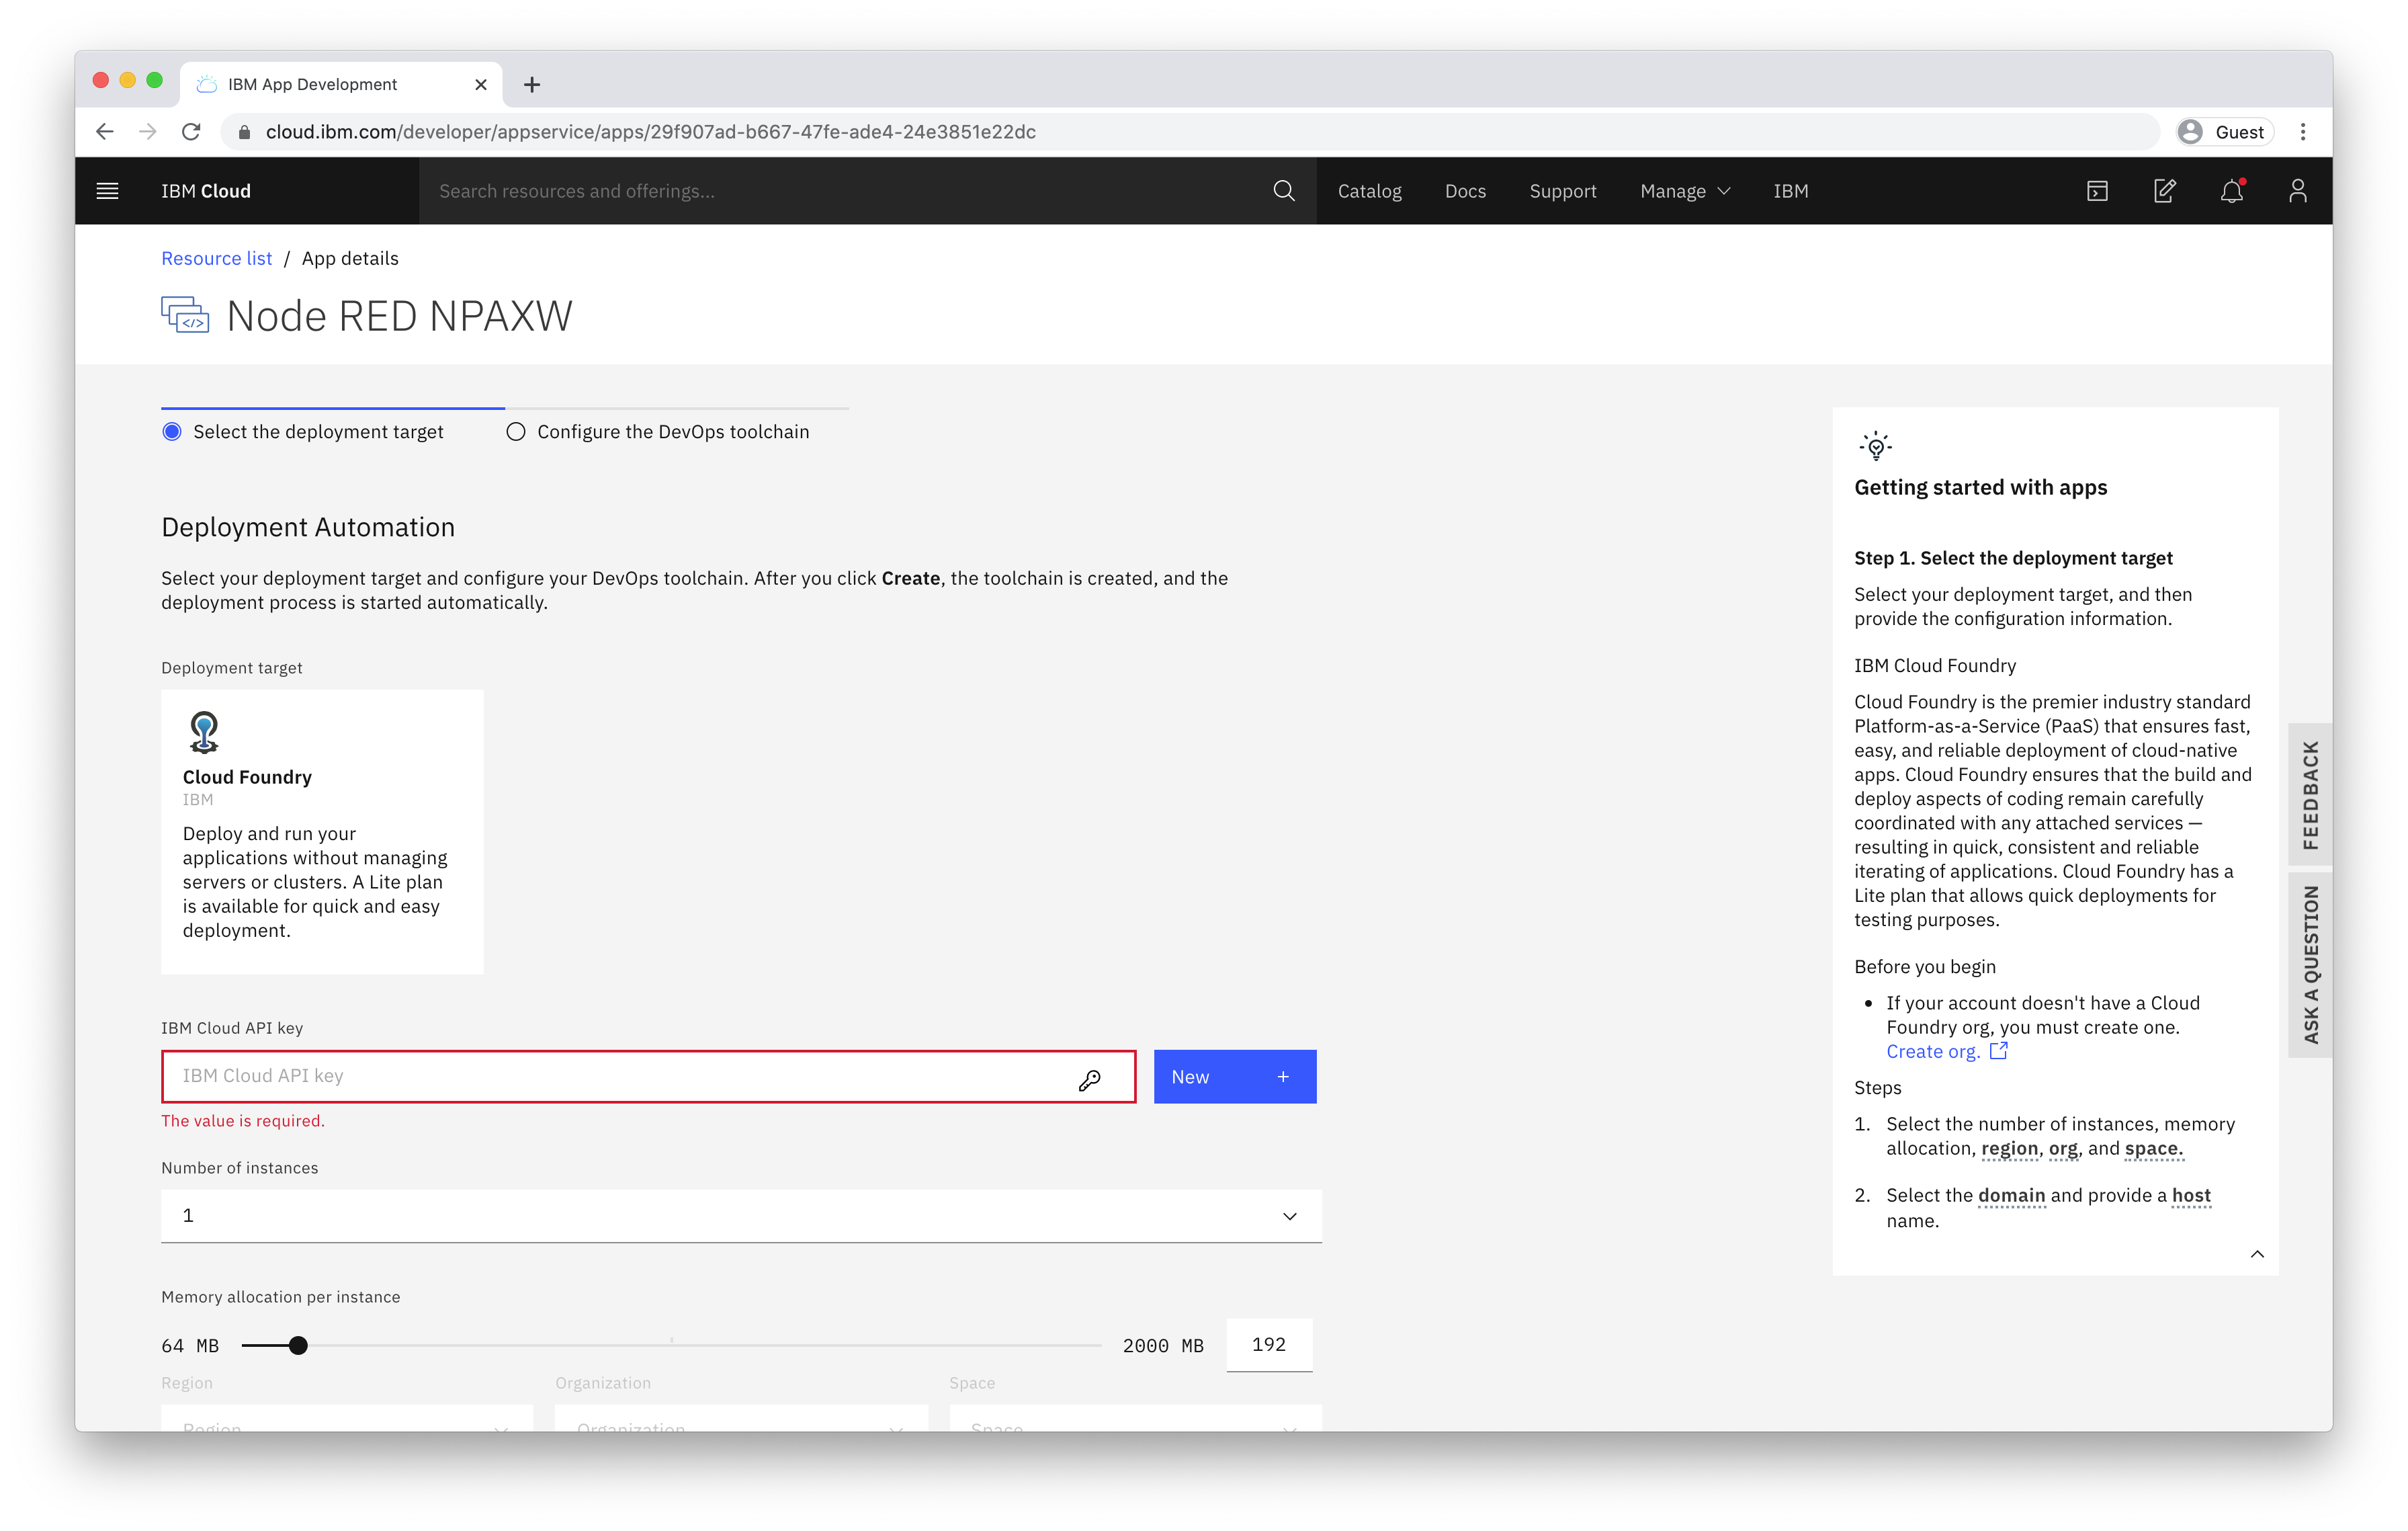 IBM App Development
cloud.ibm.com/developer/appservice/apps/29f907ad-b667-47fe-ade4-24e3851e22dc
Guest
IBM Cloud
Search resources and offerings...
Catalog
Docs
Support
Manage
IBM
Resource list / App details
</>
Node RED NPAXW
Select the deployment target
Configure the DevOps toolchain
Deployment Automation
Select your deployment target and configure your DevOps toolchain. After you click Create, the toolchain is created, and the
deployment process is started automatically.
Deployment target
Cloud Foundry
IBM
Deploy and run your
applications without managing
servers or clusters. A Lite plan
is available for quick and easy
deployment.
IBM Cloud API key
IBM Cloud API key
New +
The value is required.
Number of instances
1
Memory allocation per instance
64 MB
2000 MB
192
Region
Organization
Space
Region
Organization
Space
Getting started with apps
Step 1. Select the deployment target
Select your deployment target, and then
provide the configuration information.
IBM Cloud Foundry
Cloud Foundry is the premier industry standard
Platform-as-a-Service (PaaS) that ensures fast,
easy, and reliable deployment of cloud-native
apps. Cloud Foundry ensures that the build and
deploy aspects of coding remain carefully
coordinated with any attached services —
resulting in quick, consistent and reliable
iterating of applications. Cloud Foundry has a
Lite plan that allows quick deployments for
testing purposes.
Before you begin
• If your account doesn't have a Cloud
Foundry org, you must create one.
Create org.
Steps
1. Select the number of instances, memory
allocation, region, org, and space.
2. Select the domain and provide a host
name.
FEEDBACK
ASK A QUESTION